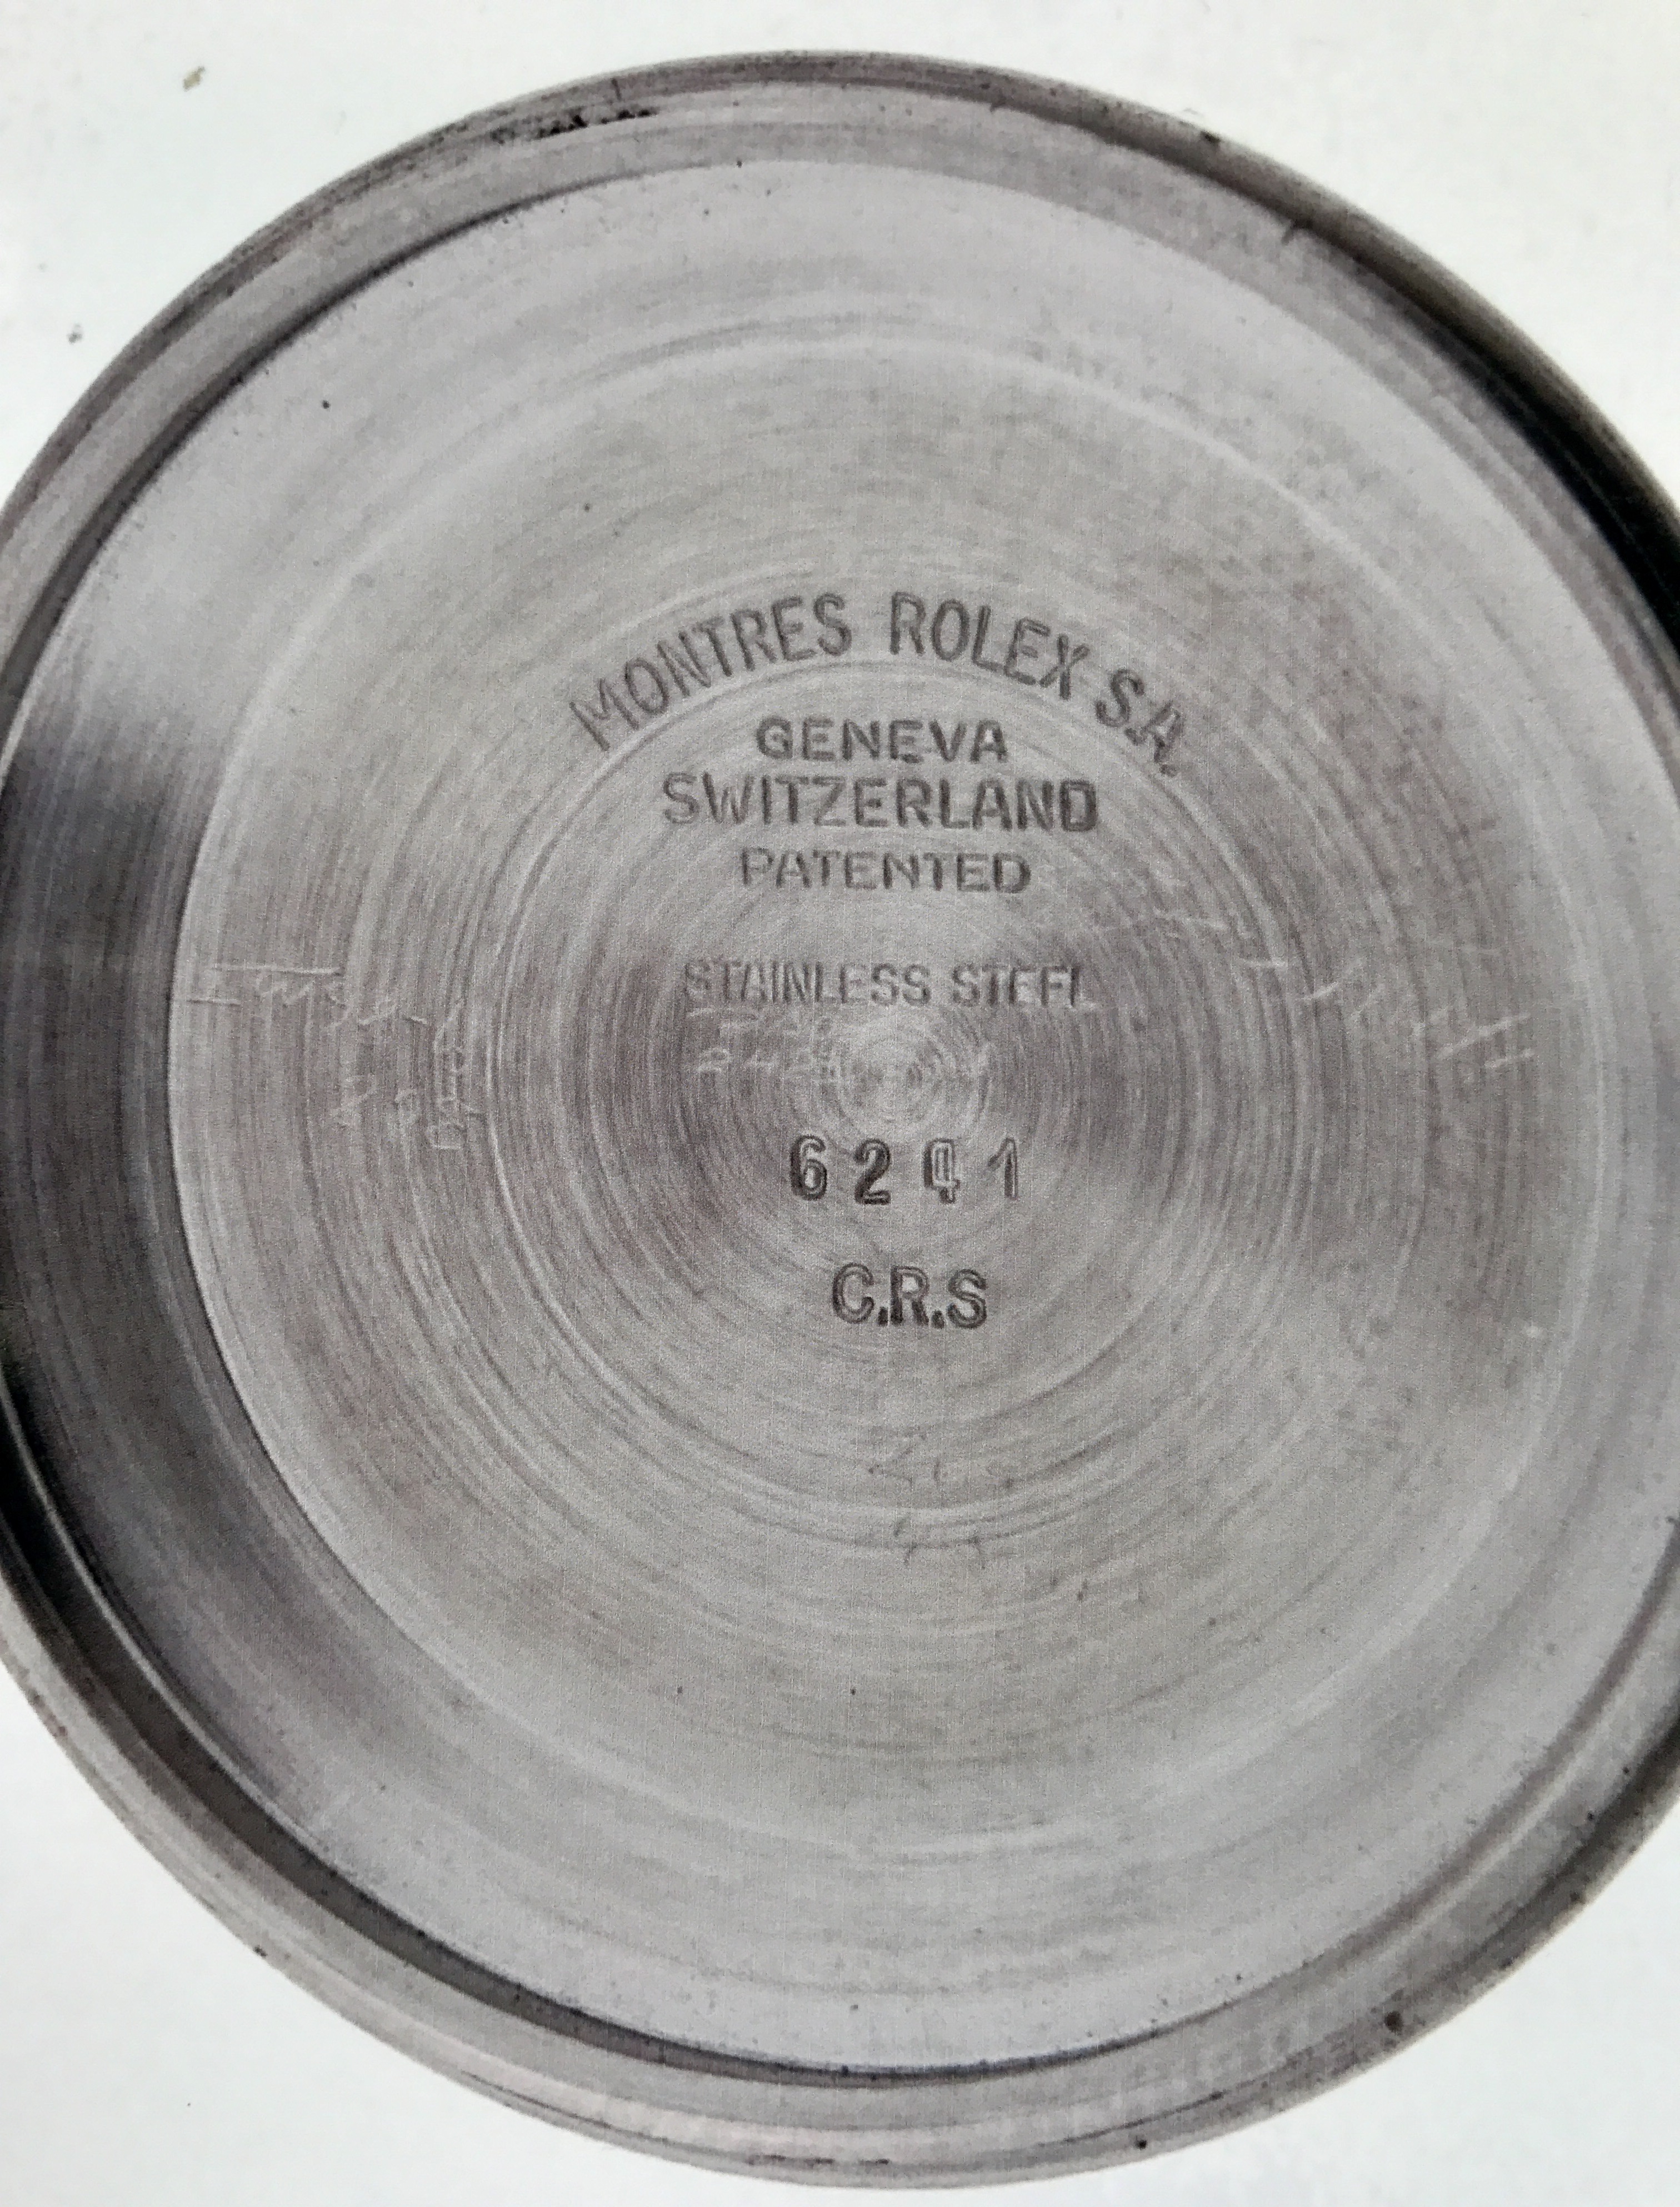 MONTRES ROLEX S.A.
GENEVA
SWITZERLAND
PATENTED
STAINLESS STEEL
6241
C.R.S